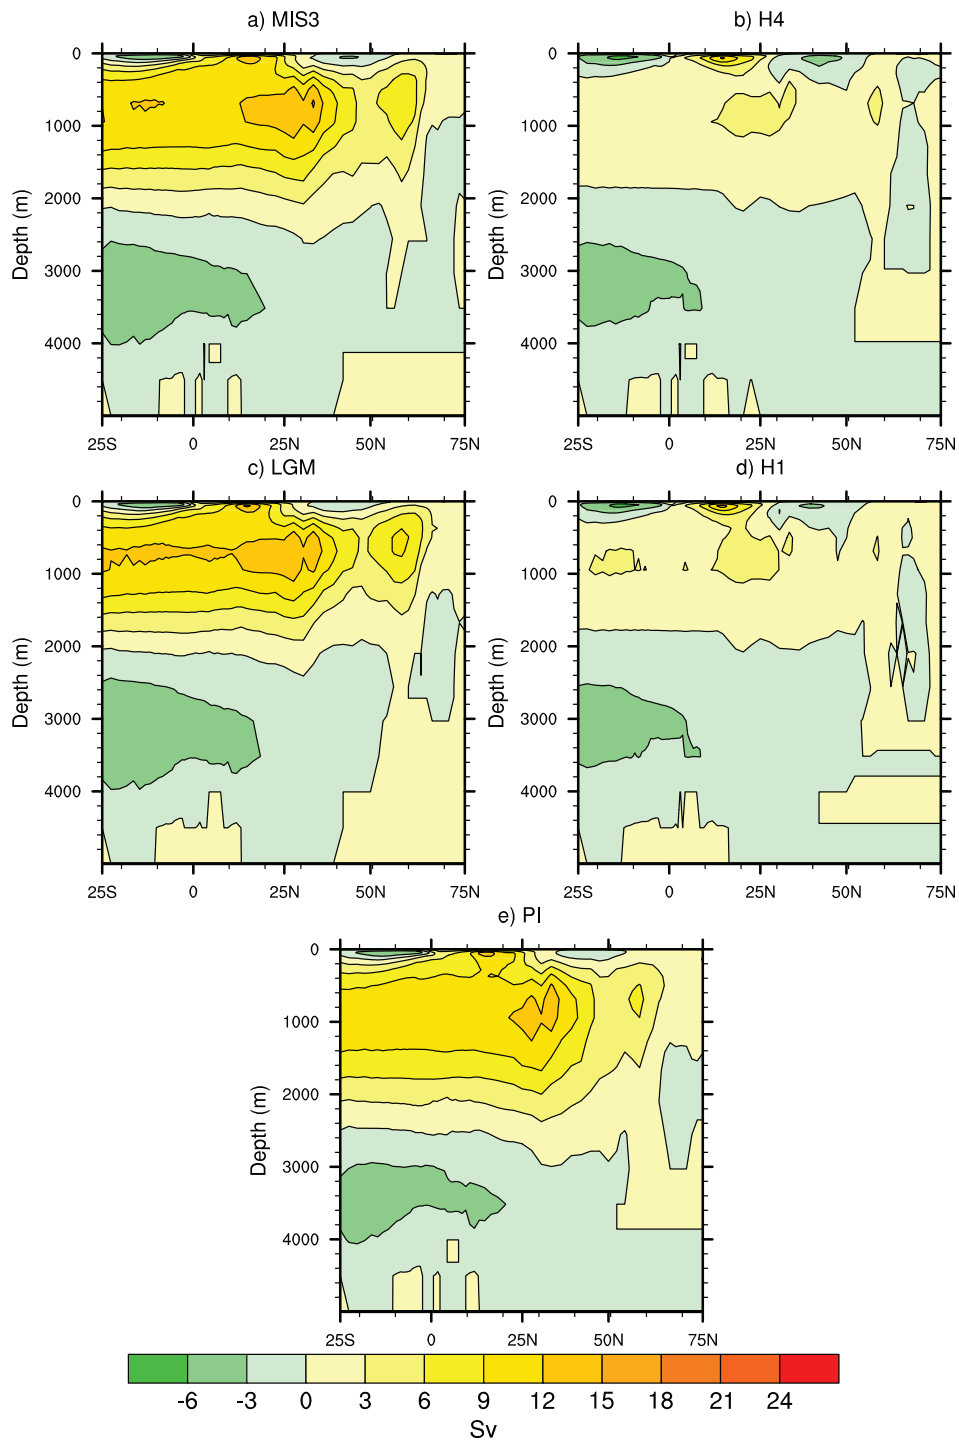 a) MIS3
b) H4
0
1000
2000
3000
4000
Depth (m)
25S 0 25N 50N 75N
0
1000
2000
3000
4000
Depth (m)
25S 0 25N 50N 75N
c) LGM
d) H1
0
1000
2000
3000
4000
Depth (m)
25S 0 25N 50N 75N
0
1000
2000
3000
4000
Depth (m)
25S 0 25N 50N 75N
e) PI
0
1000
2000
3000
4000
Depth (m)
25S 0 25N 50N 75N
-6 -3 0 3 6 9 12 15 18 21 24
Sv